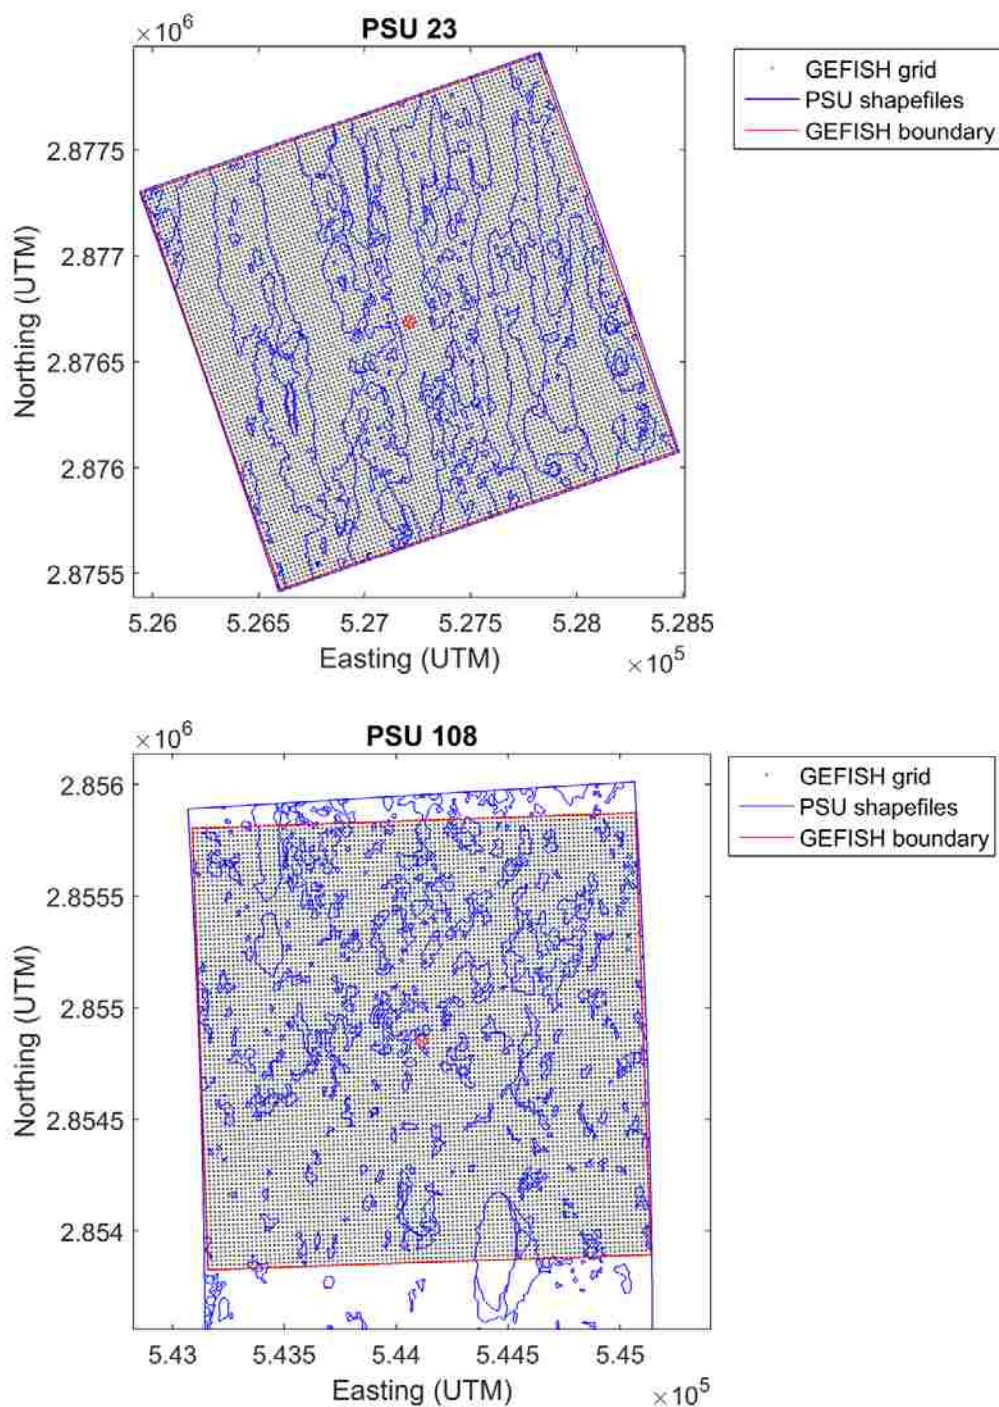 ×10^6
PSU 23
GEFISH grid
PSU shapefiles
GEFISH boundary
2.8775
2.877
2.8765
2.876
2.8755
Northing (UTM)
5.26 5.265 5.27 5.275 5.28 5.285
Easting (UTM)
×10^5
×10^6
PSU 108
GEFISH grid
PSU shapefiles
GEFISH boundary
2.856
2.8555
2.855
2.8545
2.854
Northing (UTM)
5.43 5.435 5.44 5.445 5.45
Easting (UTM)
×10^5